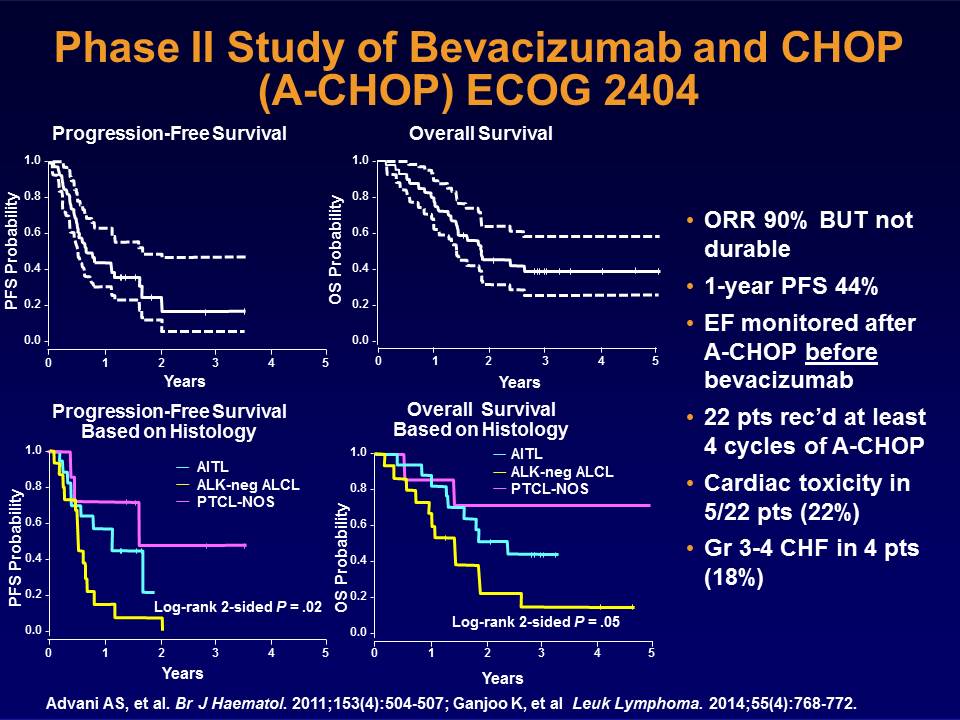 Phase II Study of Bevacizumab and CHOP
(A-CHOP) ECOG 2404
Progression-Free Survival
PFS Probability
1.0
0.8
0.6
0.4
0.2
0.0
0 1 2 3 4 5
Years
Overall Survival
OS Probability
1.0
0.8
0.6
0.4
0.2
0.0
0 1 2 3 4 5
Years
Progression-Free Survival
Based on Histology
PFS Probability
1.0
0.8
0.6
0.4
0.2
0.0
AITL
ALK-neg ALCL
PTCL-NOS
Log-rank 2-sided P = .02
0 1 2 3 4 5
Years
Overall Survival
Based on Histology
OS Probability
1.0
0.8
0.6
0.4
0.2
0.0
AITL
ALK-neg ALCL
PTCL-NOS
Log-rank 2-sided P = .05
0 1 2 3 4 5
Years
• ORR 90% BUT not
durable
• 1-year PFS 44%
• EF monitored after
A-CHOP before
bevacizumab
• 22 pts rec’d at least
4 cycles of A-CHOP
• Cardiac toxicity in
5/22 pts (22%)
• Gr 3-4 CHF in 4 pts
(18%)
Advani AS, et al. Br J Haematol. 2011;153(4):504-507; Ganjoo K, et al Leuk Lymphoma. 2014;55(4):768-772.